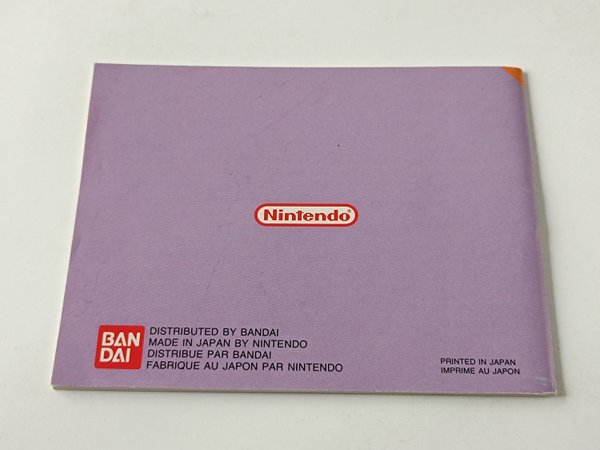 Nintendo®
BAN
DAI
DISTRIBUTED BY BANDAI
MADE IN JAPAN BY NINTENDO
DISTRIBUE PAR BANDAI
FABRIQUE AU JAPON PAR NINTENDO
PRINTED IN JAPAN
IMPRIME AU JAPON